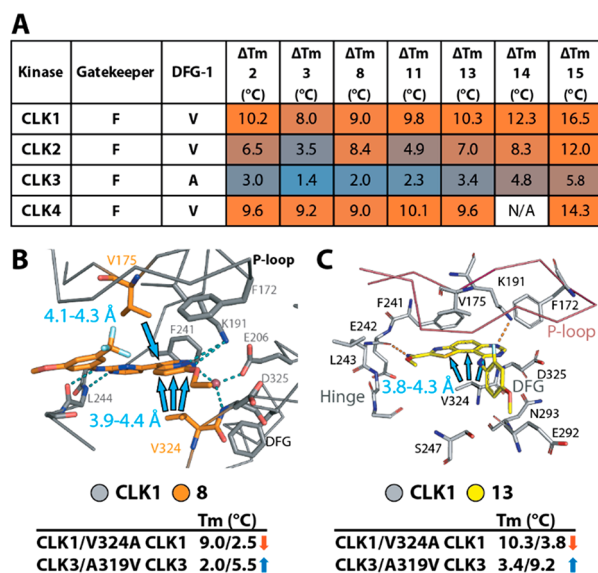 A
Kinase Gatekeeper DFG-1 ΔTm 2 (°C) ΔTm 3 (°C) ΔTm 8 (°C) ΔTm 11 (°C) ΔTm 13 (°C) ΔTm 14 (°C) ΔTm 15 (°C)
CLK1 F V 10.2 8.0 9.0 9.8 10.3 12.3 16.5
CLK2 F V 6.5 3.5 8.4 4.9 7.0 8.3 12.0
CLK3 F A 3.0 1.4 2.0 2.3 3.4 4.8 5.8
CLK4 F V 9.6 9.2 9.0 10.1 9.6 N/A 14.3
B
V175
P-loop
F172
4.1-4.3 Å
F241
K191
E206
L244
D325
3.9-4.4 Å
V324
DFG
CLK1 8
Tm (°C)
CLK1/V324A CLK1 9.0/2.5
CLK3/A319V CLK3 2.0/5.5
C
K191
F241
V175
F172
P-loop
E242
L243
3.8-4.3 Å
D325
DFG
Hinge
V324
N293
E292
S247
CLK1 13
Tm (°C)
CLK1/V324A CLK1 10.3/3.8
CLK3/A319V CLK3 3.4/9.2